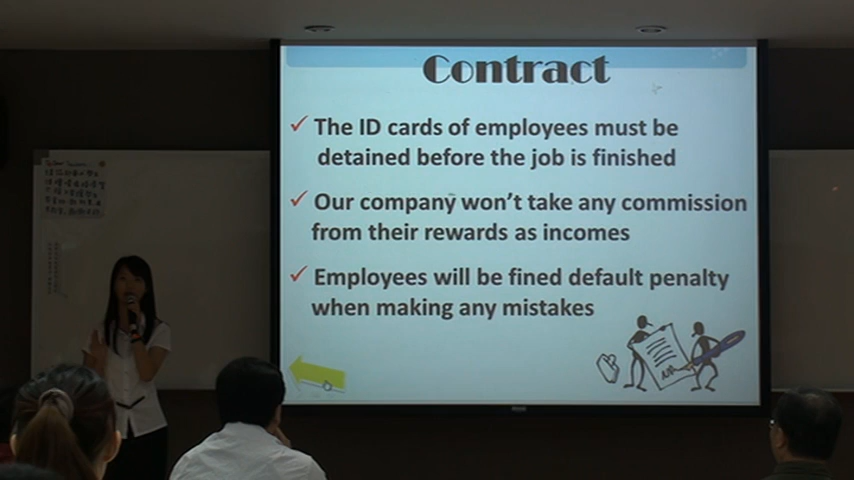 Contract
The ID cards of employees must be
detained before the job is finished
Our company won't take any commission
from their rewards as incomes
Employees will be fined default penalty
when making any mistakes